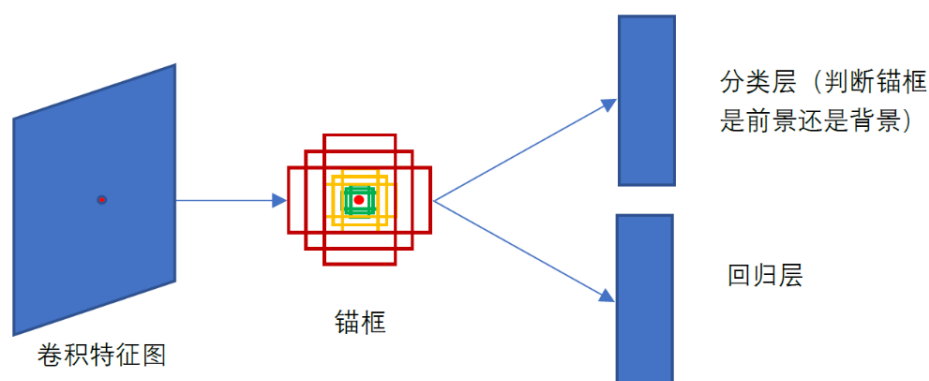 分类层（判断锚框
是前景还是背景）
回归层
锚框
卷积特征图